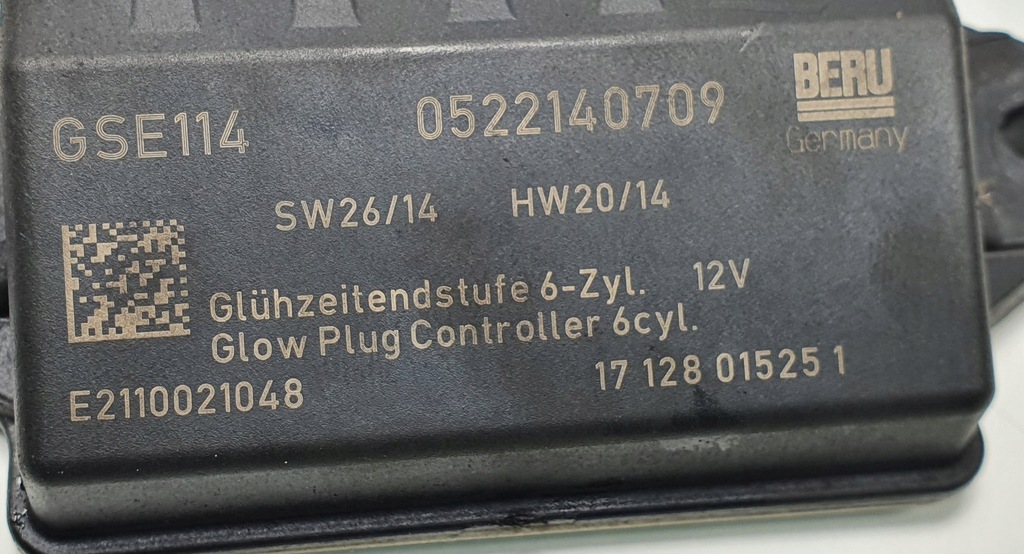 GSE114 0522140709 BERU
Germany
SW26/14 HW20/14
Glühzeitendstufe 6-Zyl. 12V
Glow Plug Controller 6cyl.
E2110021048 17 128 01525 1